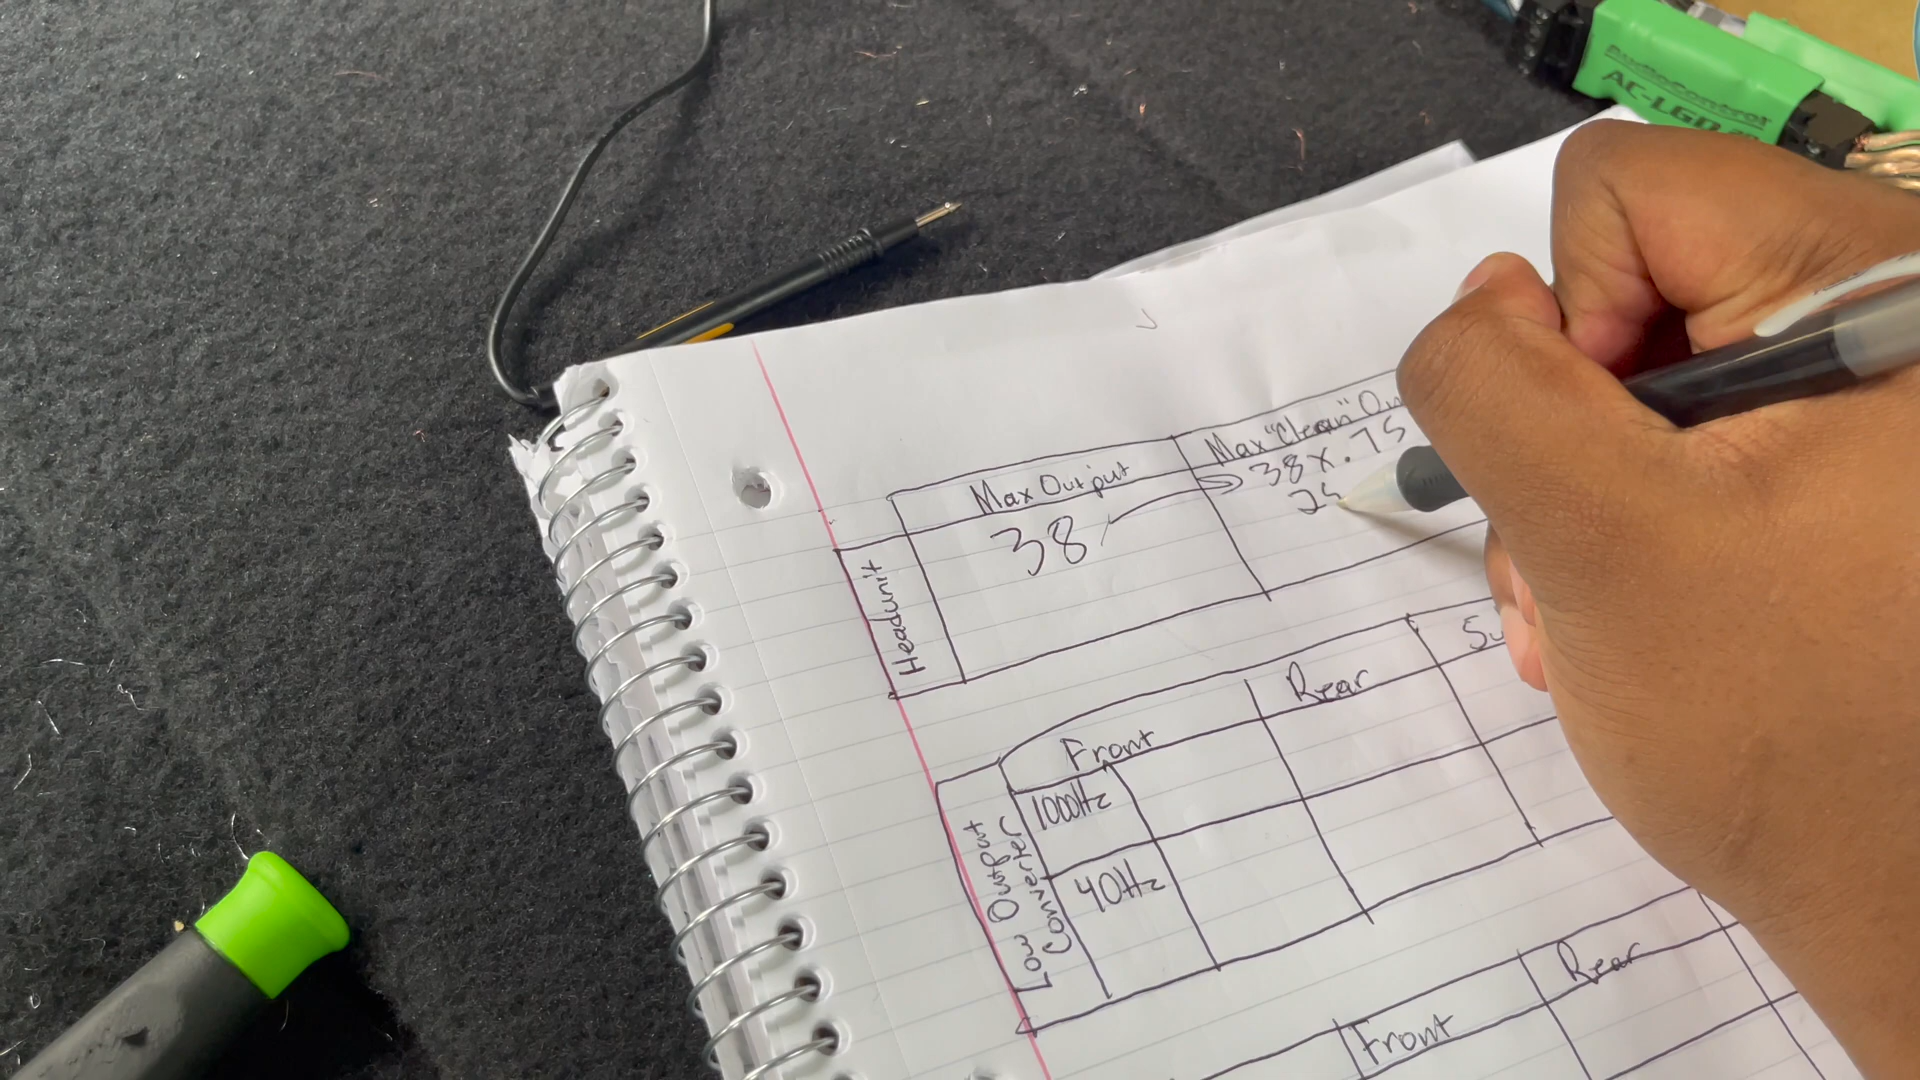 AudioControl
AC-LGD
Max Output
Max "Clean" Ou
38
38 x .75
Headunit
Front
Rear
1000Hz
40Hz
Low Output
Converter
Front
Rear